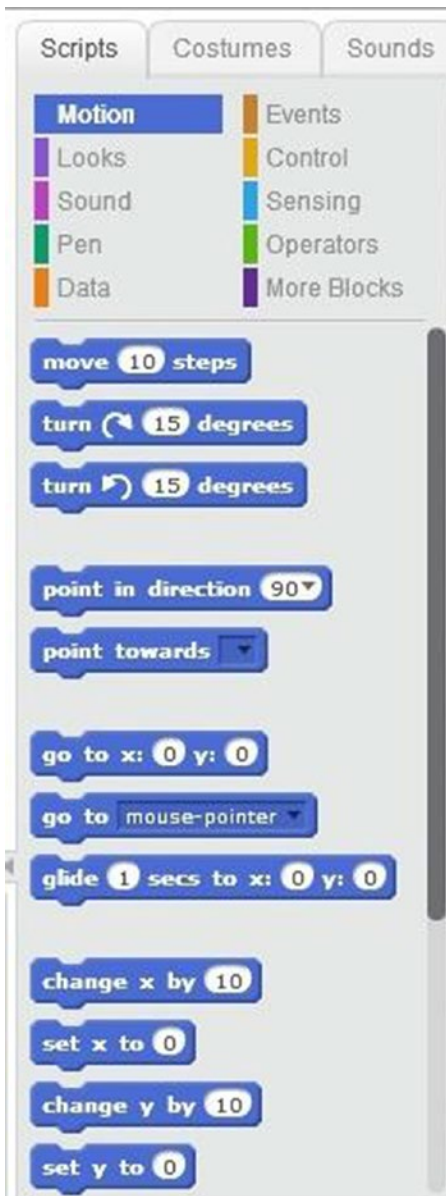 Scripts Costumes Sounds
Motion Events
Looks Control
Sound Sensing
Pen Operators
Data More Blocks
move 10 steps
turn 15 degrees
turn 15 degrees
point in direction 90
point towards
go to x: 0 y: 0
go to mouse-pointer
glide 1 secs to x: 0 y: 0
change x by 10
set x to 0
change y by 10
set y to 0